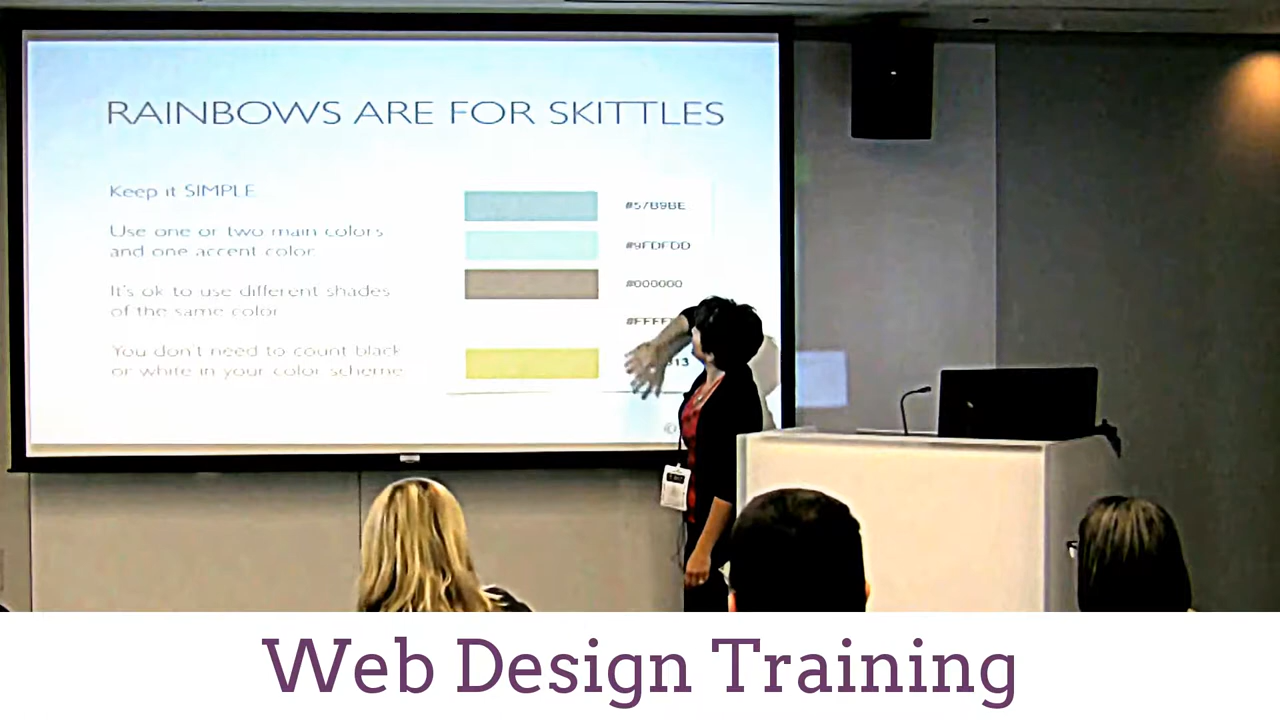 RAINBOWS ARE FOR SKITTLES
Keep it SIMPLE
Use one or two main colors
and one accent color
It's ok to use different shades
of the same color
You don't need to count black
or white in your color scheme
#57B9BE
#9FDFDD
#000000
©
Web Design Training